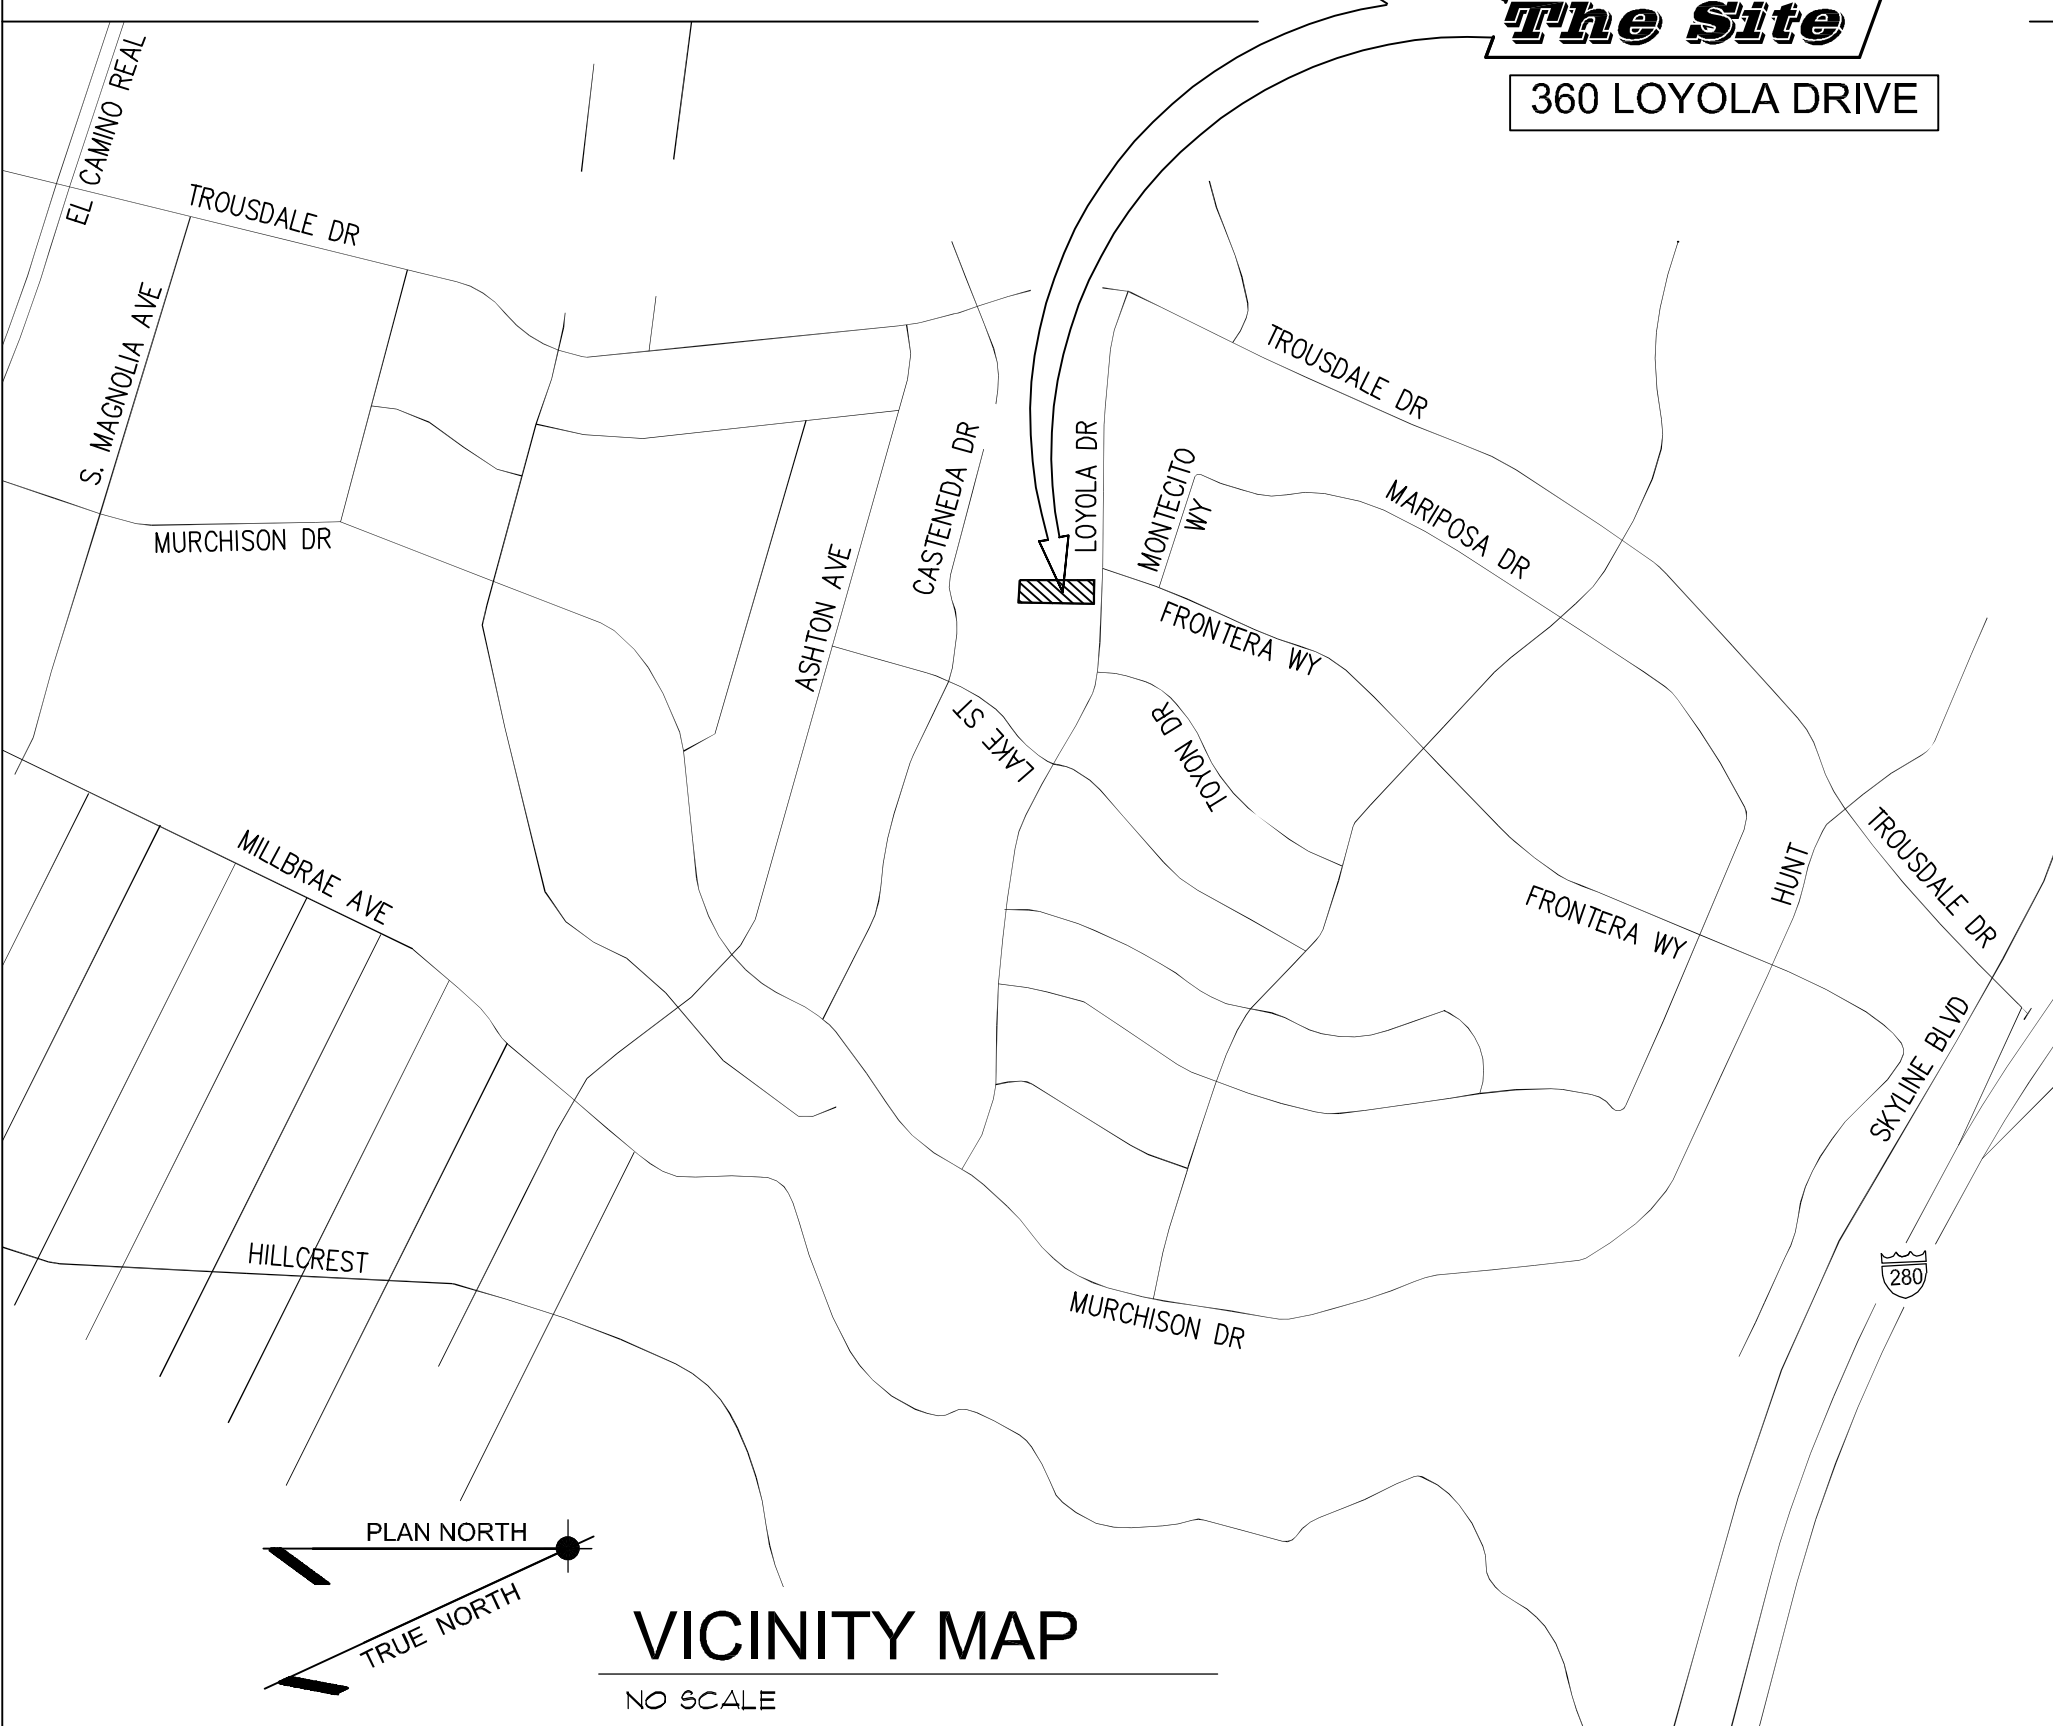 The Site
360 LOYOLA DRIVE
EL CAMINO REAL
TROUSDALE DR
S. MAGNOLIA AVE
MURCHISON DR
TROUSDALE DR
CASTENEDA DR
LOYOLA DR
MONTECITO
WY
MARIPOSA DR
ASHTON AVE
FRONTERA WY
LAKE ST
TOYON DR
MILLBRAE AVE
HUNT
TROUSDALE DR
FRONTERA WY
SKYLINE BLVD
HILLCREST
280
MURCHISON DR
PLAN NORTH
TRUE NORTH
VICINITY MAP
NO SCALE